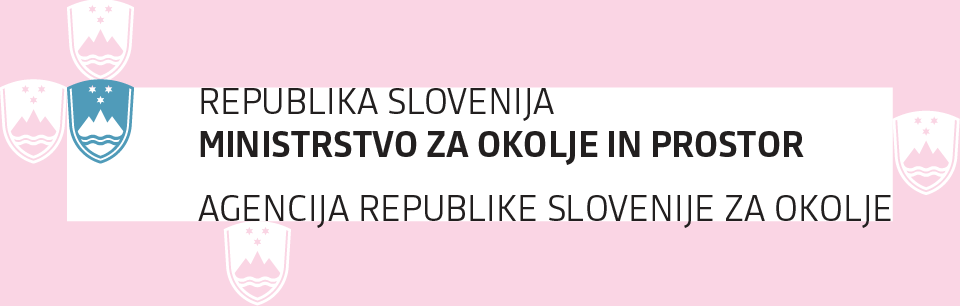 REPUBLIKA SLOVENIJA
MINISTRSTVO ZA OKOLJE IN PROSTOR
AGENCIJA REPUBLIKE SLOVENIJE ZA OKOLJE